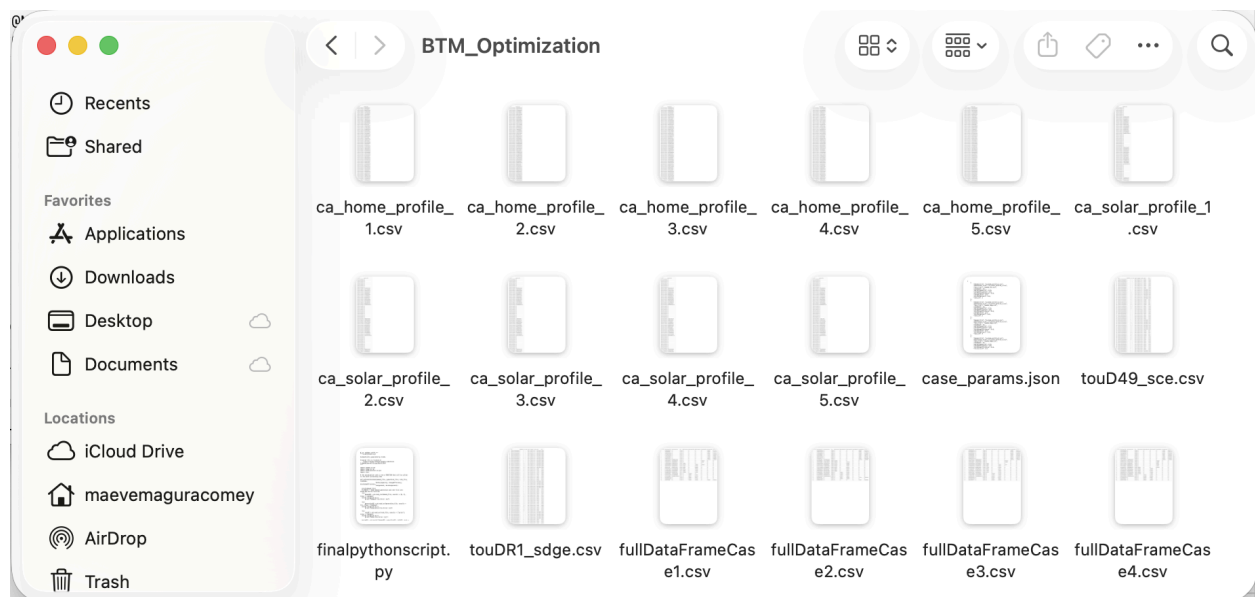 BTM_Optimization
Recents
Shared
Favorites
Applications
Downloads
Desktop
Documents
Locations
iCloud Drive
maevemaguracomey
AirDrop
Trash
ca_home_profile_
1.csv
ca_home_profile_
2.csv
ca_home_profile_
3.csv
ca_home_profile_
4.csv
ca_home_profile_
5.csv
ca_solar_profile_1
.csv
ca_solar_profile_
2.csv
ca_solar_profile_
3.csv
ca_solar_profile_
4.csv
ca_solar_profile_
5.csv
case_params.json
touD49_sce.csv
finalpythonscript.
py
touDR1_sdge.csv
fullDataFrameCas
e1.csv
fullDataFrameCas
e2.csv
fullDataFrameCas
e3.csv
fullDataFrameCas
e4.csv